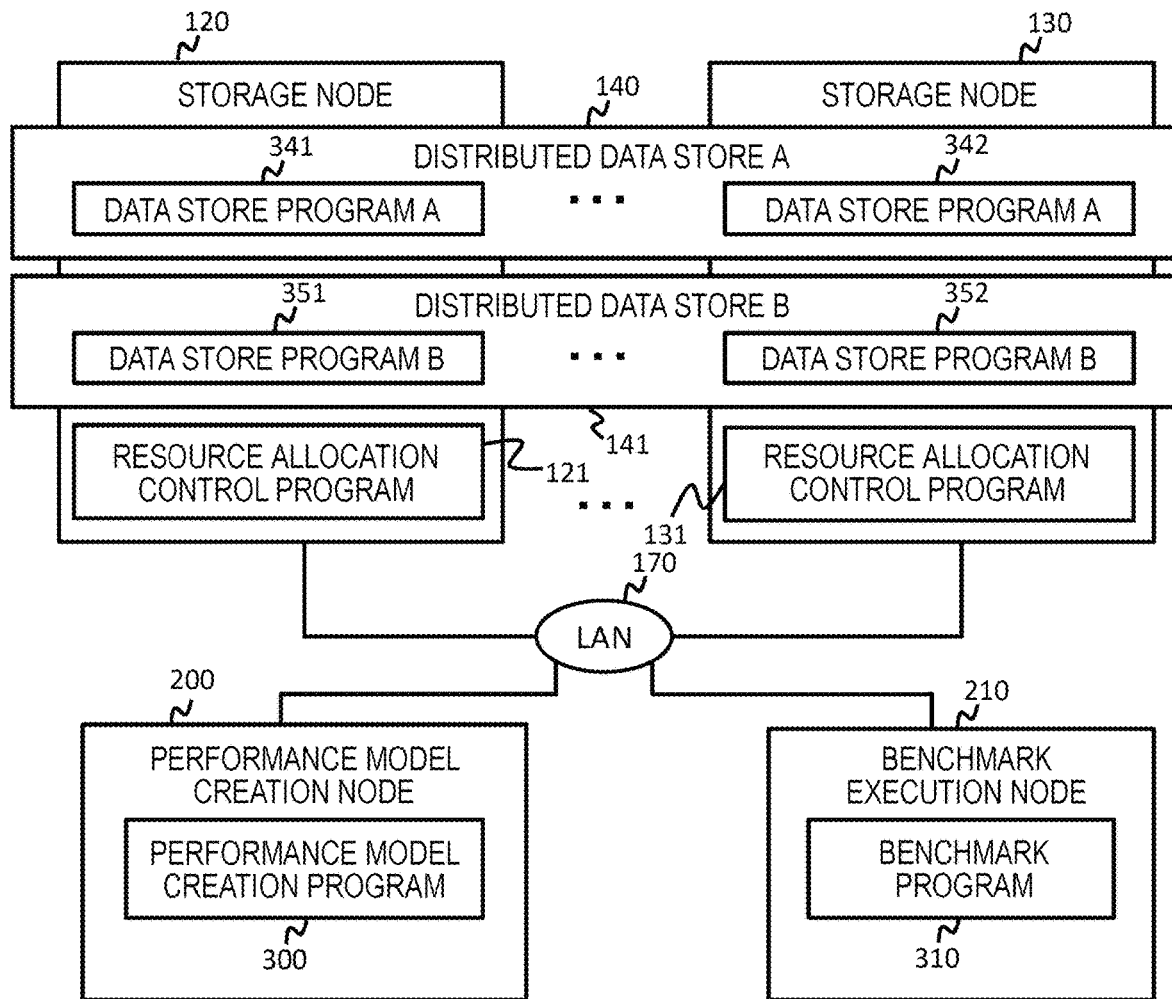 120
130
STORAGE NODE
STORAGE NODE
140
341
DISTRIBUTED DATA STORE A
342
DATA STORE PROGRAM A
...
DATA STORE PROGRAM A
351
DISTRIBUTED DATA STORE B
352
DATA STORE PROGRAM B
...
DATA STORE PROGRAM B
141
RESOURCE ALLOCATION
CONTROL PROGRAM
121
...
131
RESOURCE ALLOCATION
CONTROL PROGRAM
170
LAN
200
210
PERFORMANCE MODEL
CREATION NODE
BENCHMARK
EXECUTION NODE
PERFORMANCE MODEL
CREATION PROGRAM
BENCHMARK
PROGRAM
300
310